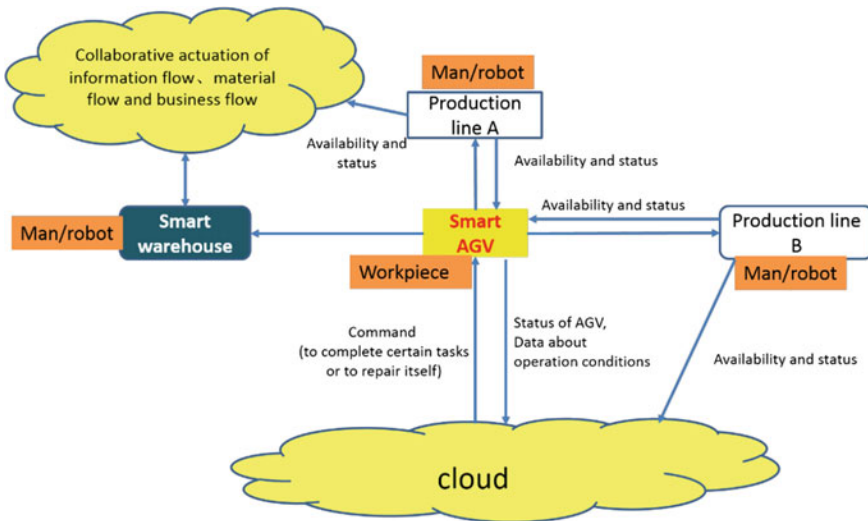 Collaborative actuation of
information flow、material
flow and business flow
Man/robot
Production
line A
Availability and
status
Availability and status
Availability and status
Man/robot
Smart
warehouse
Smart
AGV
Production line
B
Workpiece
Man/robot
Command
(to complete certain tasks
or to repair itself)
Status of AGV,
Data about
operation conditions
Availability and status
cloud